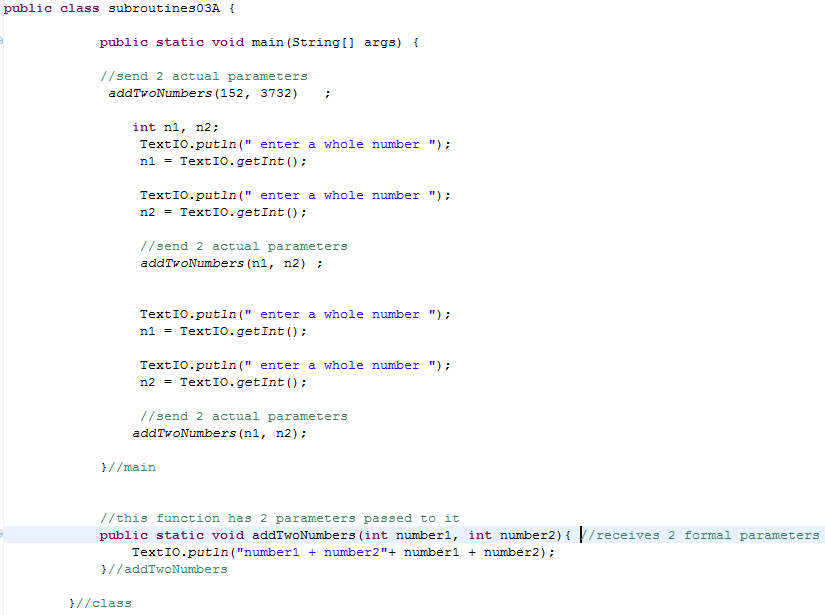 public class subroutines03A {
public static void main(String[] args) {
//send 2 actual parameters
addTwoNumbers(152, 3732) ;
int n1, n2;
TextIO.putln(" enter a whole number ");
n1 = TextIO.getInt();
TextIO.putln(" enter a whole number ");
n2 = TextIO.getInt();
//send 2 actual parameters
addTwoNumbers(n1, n2) ;
TextIO.putln(" enter a whole number ");
n1 = TextIO.getInt();
TextIO.putln(" enter a whole number ");
n2 = TextIO.getInt();
//send 2 actual parameters
addTwoNumbers(n1, n2);
}//main
//this function has 2 parameters passed to it
public static void addTwoNumbers(int number1, int number2){ //receives 2 formal parameters
TextIO.putln("number1 + number2"+ number1 + number2);
}//addTwoNumbers
}//class